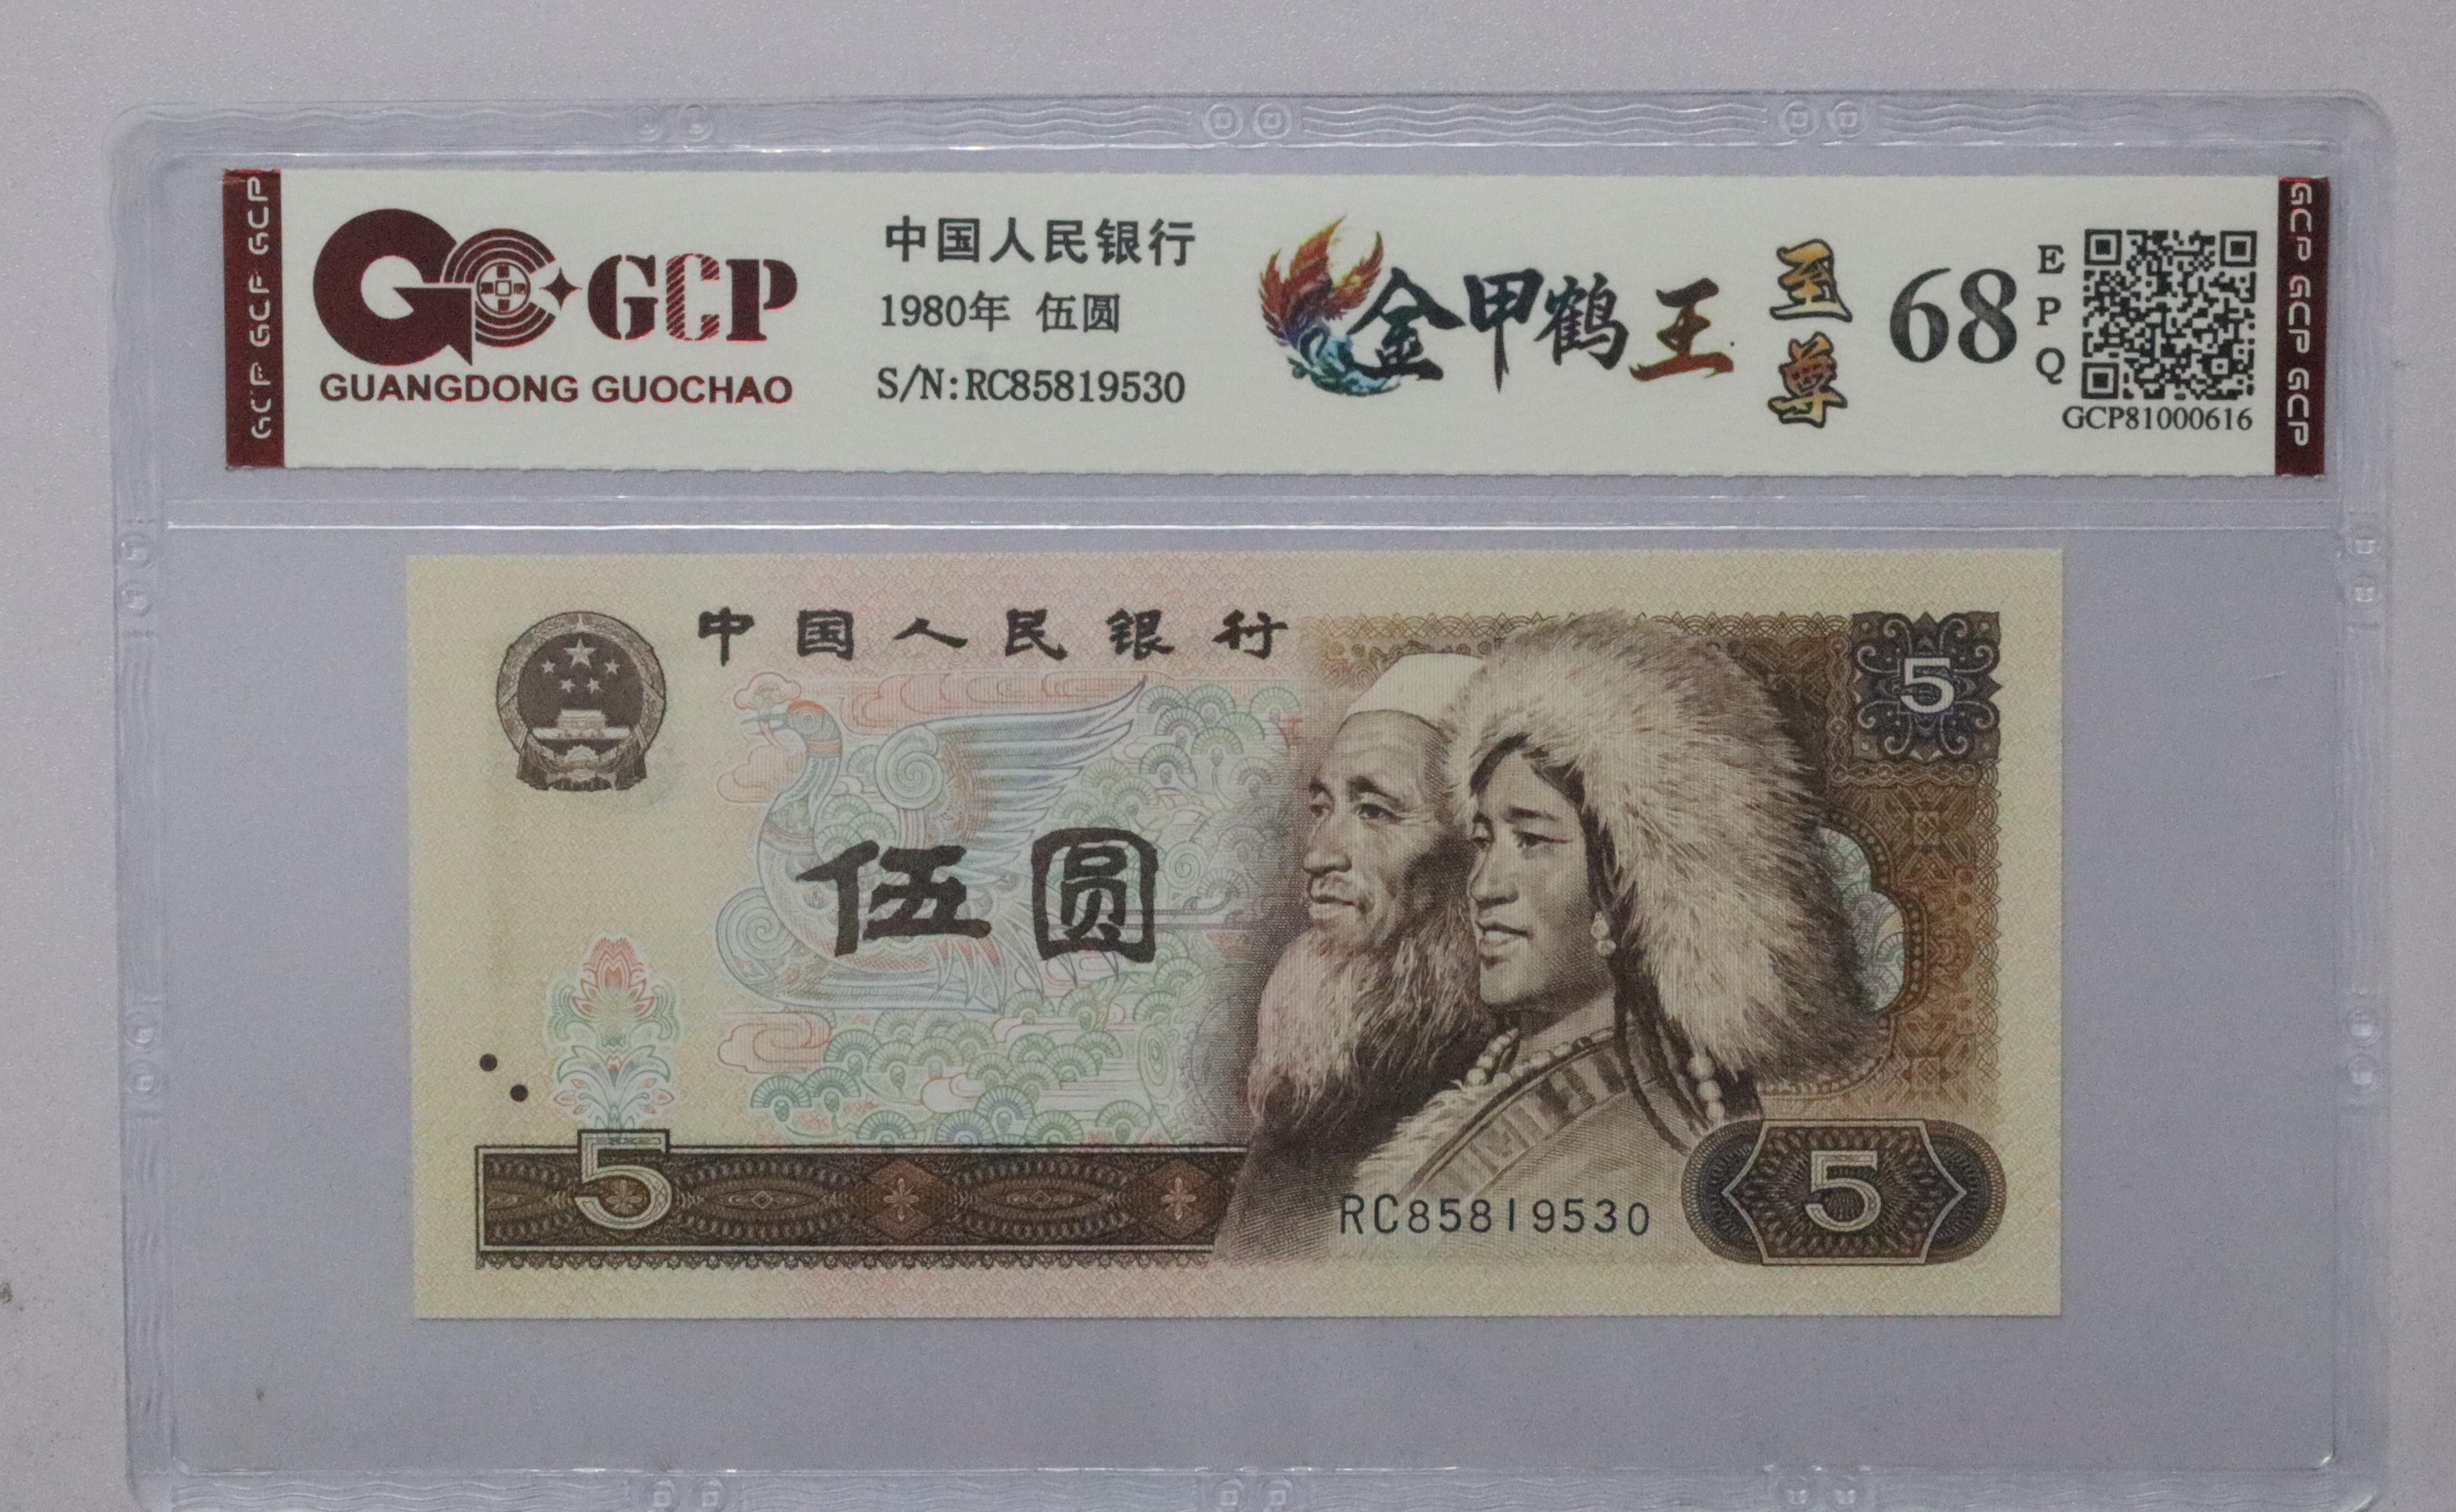 GCP GCP GCP
GCP
GUANGDONG GUOCHAO
中国人民银行
1980年 伍圆
S/N:RC85819530
金甲鹤王
至尊
68
EPQ
GCP81000616
GCP GCP GCP
中国人民银行
5
伍圆
5
RC85819530
5